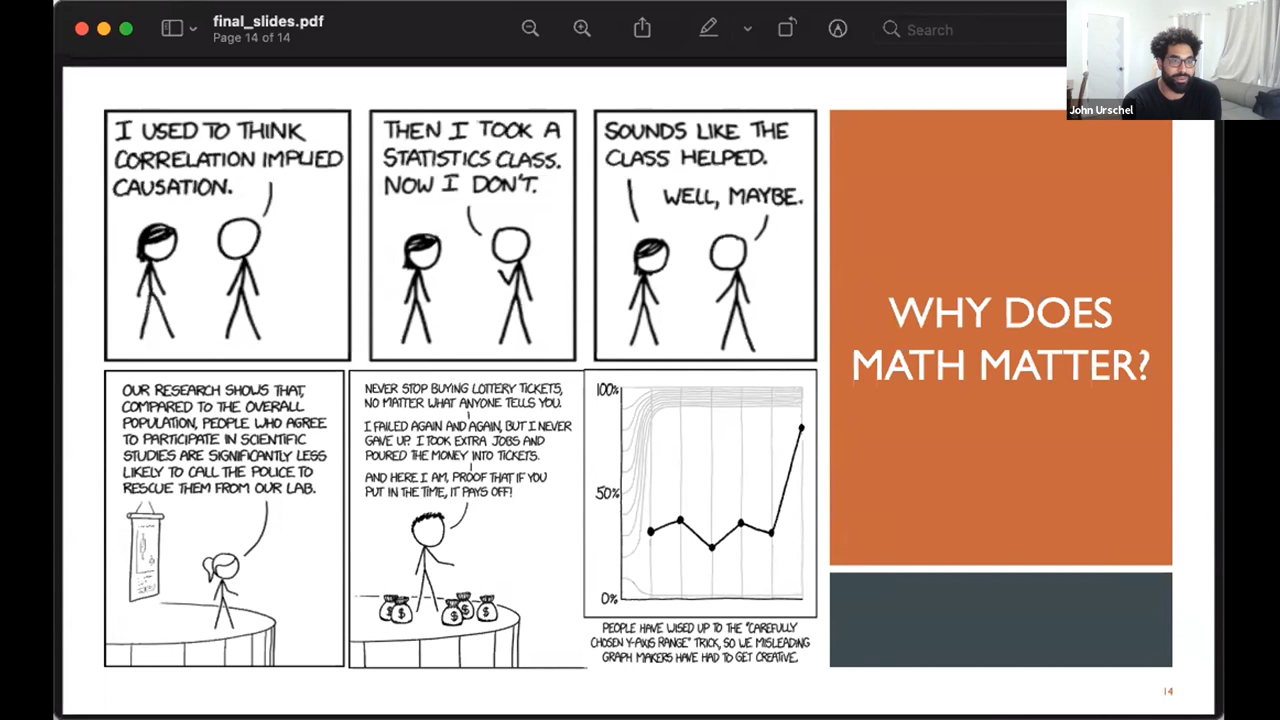 final_slides.pdf
Page 14 of 14
Search
John Urschel
I USED TO THINK
CORRELATION IMPLIED
CAUSATION.
THEN I TOOK A
STATISTICS CLASS.
NOW I DON'T.
SOUNDS LIKE THE
CLASS HELPED.
WELL, MAYBE.
OUR RESEARCH SHOWS THAT,
COMPARED TO THE OVERALL
POPULATION, PEOPLE WHO AGREE
TO PARTICIPATE IN SCIENTIFIC
STUDIES ARE SIGNIFICANTLY LESS
LIKELY TO CALL THE POLICE TO
RESCUE THEM FROM OUR LAB.
NEVER STOP BUYING LOTTERY TICKETS,
NO MATTER WHAT ANYONE TELLS YOU.
I FAILED AGAIN AND AGAIN, BUT I NEVER
GAVE UP. I TOOK EXTRA JOBS AND
POURED THE MONEY INTO TICKETS.
AND HERE I AM, PROOF THAT IF YOU
PUT IN THE TIME, IT PAYS OFF!
$ $ $ $ $
100%
50%
0%
PEOPLE HAVE WISED UP TO THE "CAREFULLY
CHOSEN Y-AXIS RANGE" TRICK, SO WE MISLEADING
GRAPH MAKERS HAVE HAD TO GET CREATIVE.
WHY DOES
MATH MATTER?
14